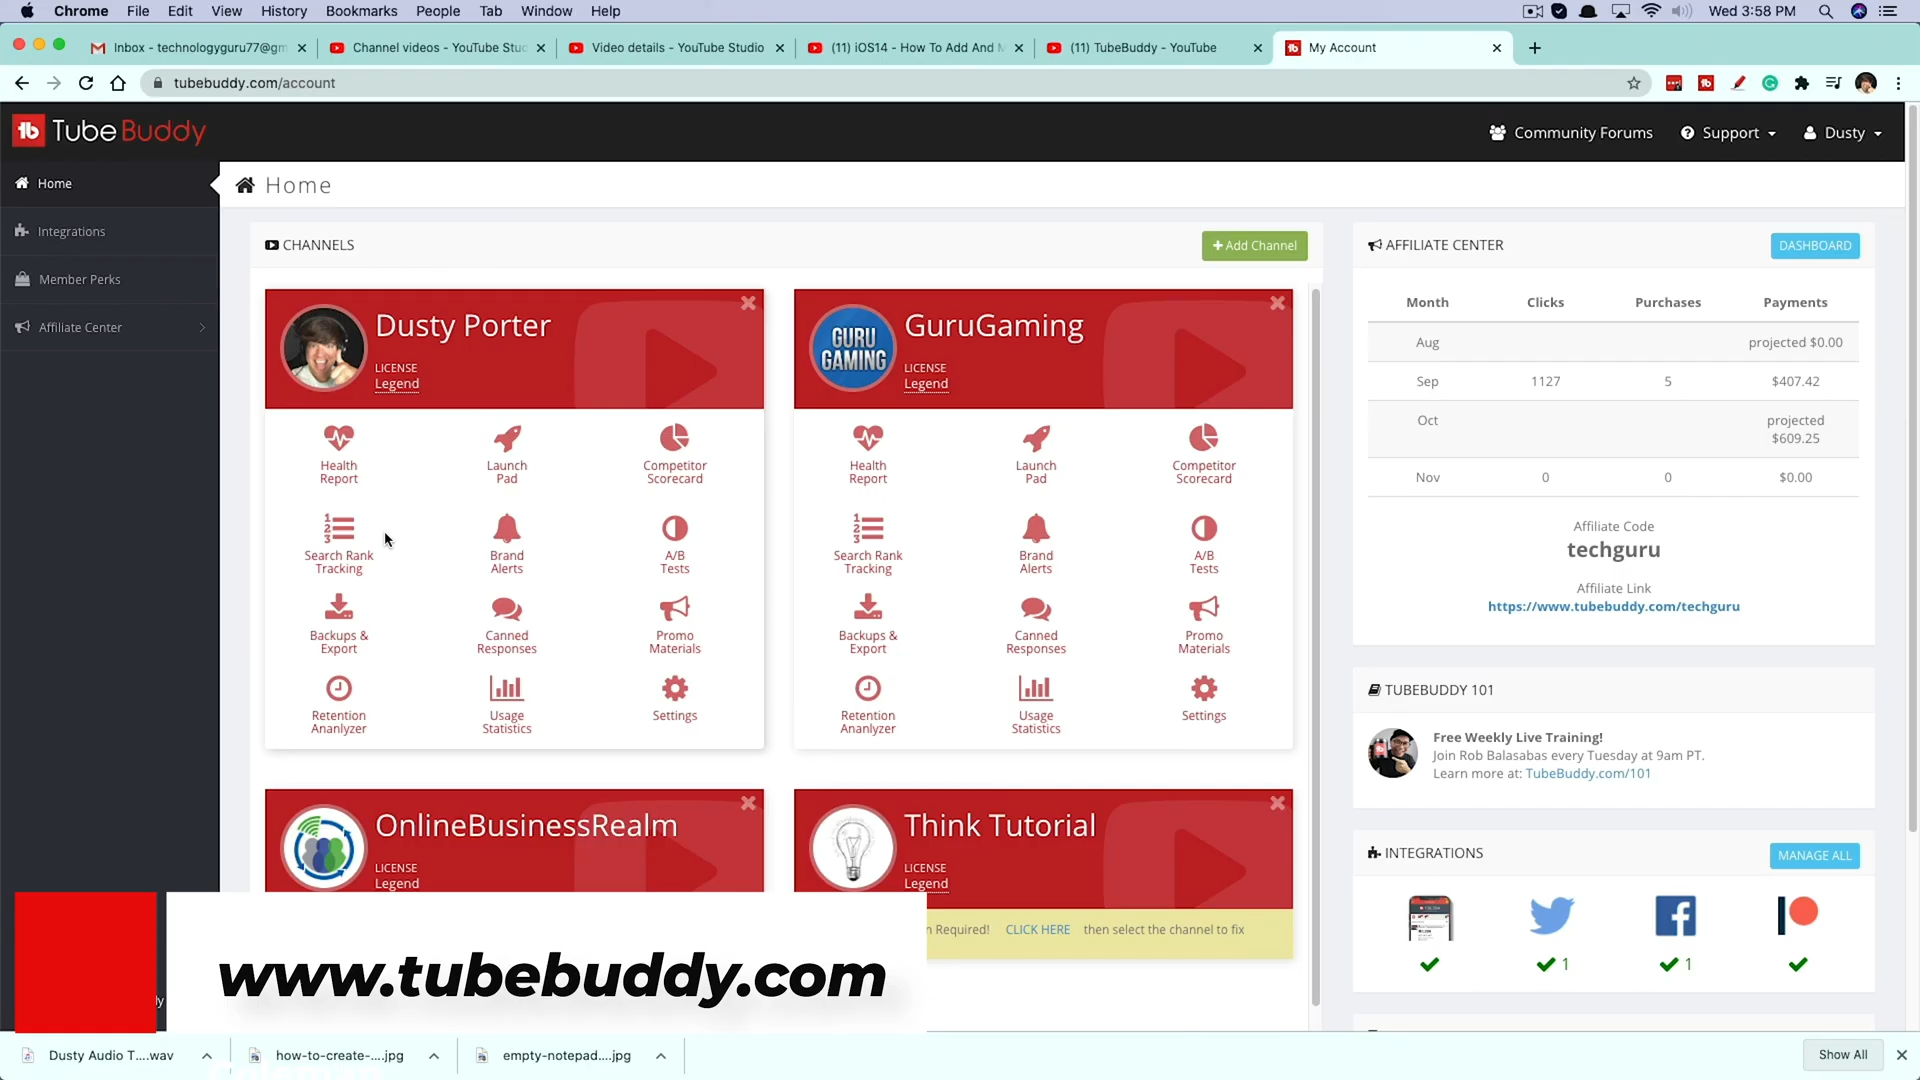 Chrome File Edit View History Bookmarks People Tab Window Help
Wed 3:58 PM
Inbox - technologyguru77@gm
Channel videos - YouTube Stud
Video details - YouTube Studio
(11) iOS14 - How To Add And M
(11) TubeBuddy - YouTube
My Account
tubebuddy.com/account
TubeBuddy
Community Forums
Support
Dusty
Home
Integrations
Member Perks
Affiliate Center
Home
CHANNELS
+ Add Channel
Dusty Porter
LICENSE
Legend
Health
Report
Launch
Pad
Competitor
Scorecard
Search Rank
Tracking
Brand
Alerts
A/B
Tests
Backups &
Export
Canned
Responses
Promo
Materials
Retention
Ananlyzer
Usage
Statistics
Settings
GURU
GAMING
GuruGaming
LICENSE
Legend
Health
Report
Launch
Pad
Competitor
Scorecard
Search Rank
Tracking
Brand
Alerts
A/B
Tests
Backups &
Export
Canned
Responses
Promo
Materials
Retention
Ananlyzer
Usage
Statistics
Settings
OnlineBusinessRealm
LICENSE
Legend
Think Tutorial
LICENSE
Legend
n Required! CLICK HERE then select the channel to fix
AFFILIATE CENTER
DASHBOARD
Month Clicks Purchases Payments
Aug projected $0.00
Sep 1127 5 $407.42
Oct projected
$609.25
Nov 0 0 $0.00
Affiliate Code
techguru
Affiliate Link
https://www.tubebuddy.com/techguru
TUBEBUDDY 101
Free Weekly Live Training!
Join Rob Balasabas every Tuesday at 9am PT.
Learn more at: TubeBuddy.com/101
INTEGRATIONS
MANAGE ALL
1
1
www.tubebuddy.com
dy
Dusty Audio T....wav
how-to-create-....jpg
empty-notepad....jpg
Show All